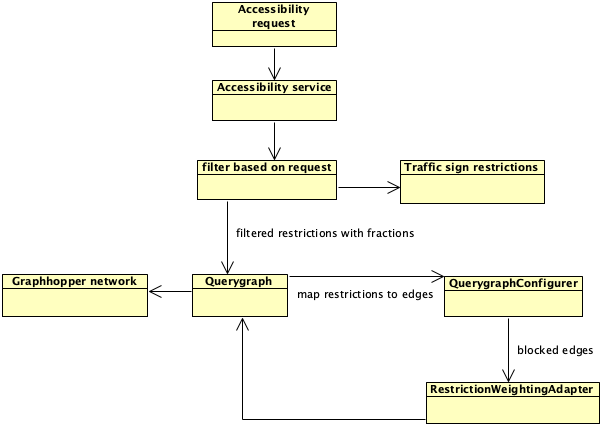 Accessibility
request
Accessibility service
filter based on request
Traffic sign restrictions
filtered restrictions with fractions
Graphhopper network
Querygraph
map restrictions to edges
QuerygraphConfigurer
blocked edges
RestrictionWeightingAdapter